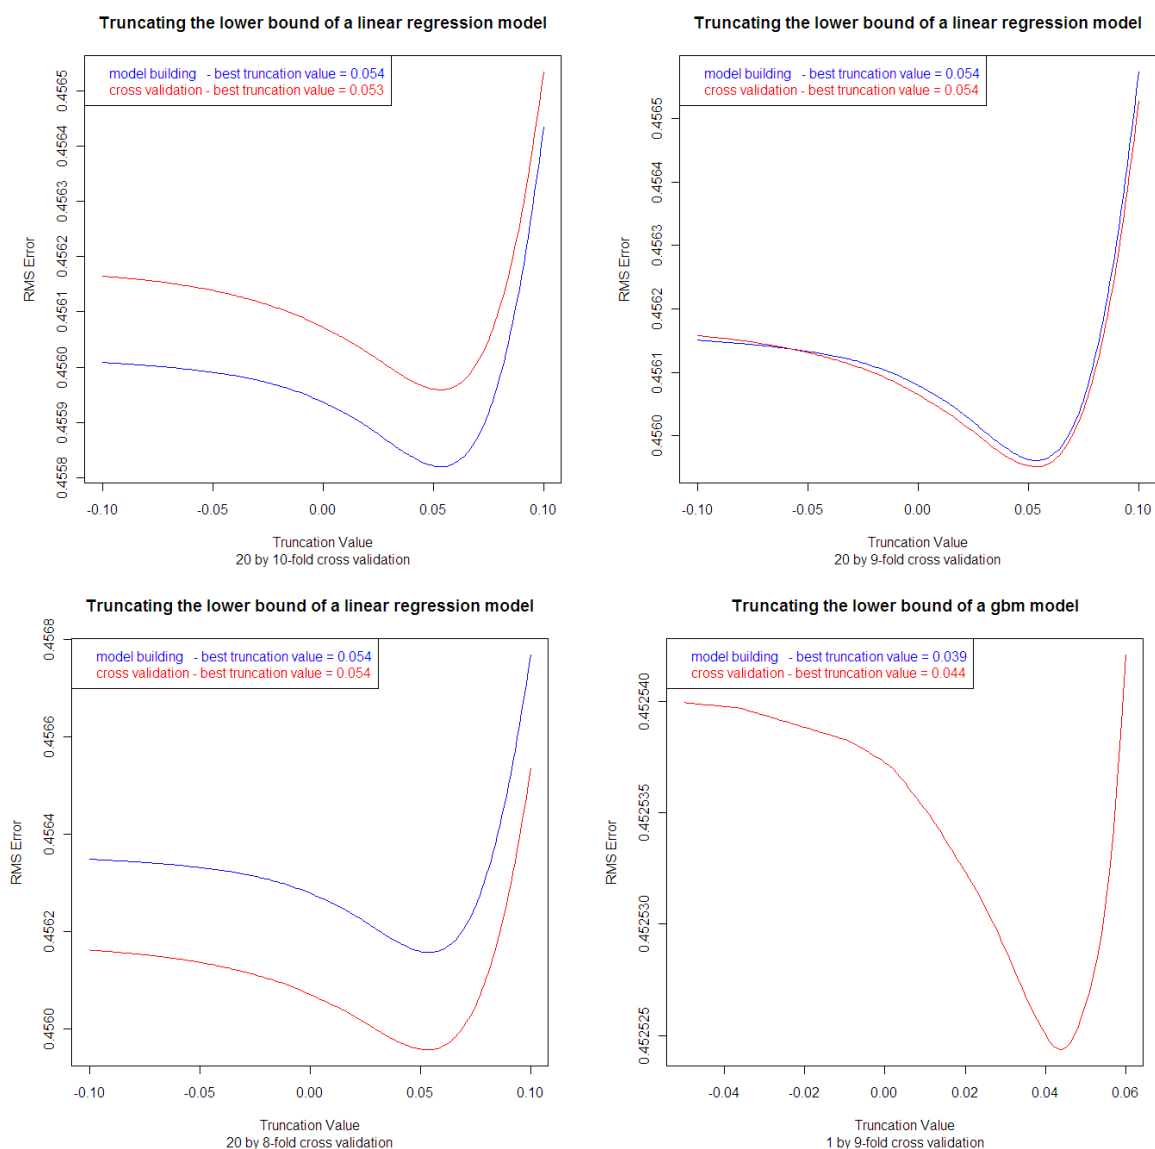 Truncating the lower bound of a linear regression model
model building - best truncation value = 0.054
cross validation - best truncation value = 0.053
RMS Error
0.4558 0.4559 0.4560 0.4561 0.4562 0.4563 0.4564 0.4565
-0.10 -0.05 0.00 0.05 0.10
Truncation Value
20 by 10-fold cross validation
Truncating the lower bound of a linear regression model
model building - best truncation value = 0.054
cross validation - best truncation value = 0.054
RMS Error
0.4560 0.4561 0.4562 0.4563 0.4564 0.4565
-0.10 -0.05 0.00 0.05 0.10
Truncation Value
20 by 9-fold cross validation
Truncating the lower bound of a linear regression model
model building - best truncation value = 0.054
cross validation - best truncation value = 0.054
RMS Error
0.4560 0.4562 0.4564 0.4566 0.4568
-0.10 -0.05 0.00 0.05 0.10
Truncation Value
20 by 8-fold cross validation
Truncating the lower bound of a gbm model
model building - best truncation value = 0.039
cross validation - best truncation value = 0.044
RMS Error
0.452525 0.452530 0.452535 0.452540
-0.04 -0.02 0.00 0.02 0.04 0.06
Truncation Value
1 by 9-fold cross validation